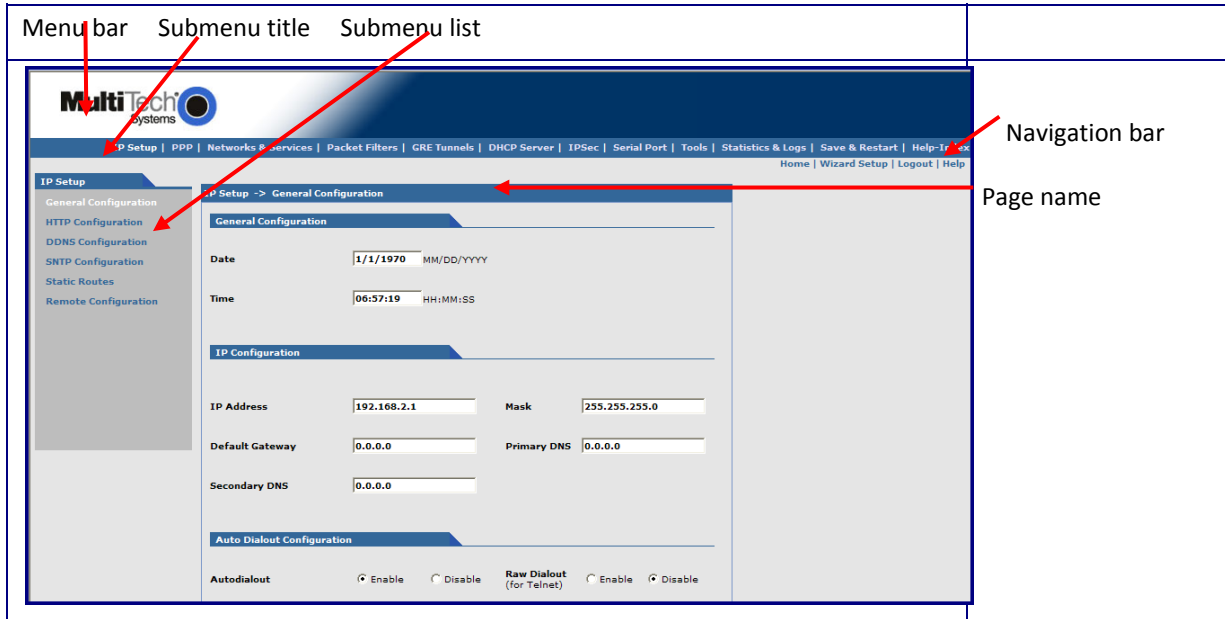 Menu bar Submenu title Submenu list
MultiTech
Systems
IP Setup | PPP | Networks & Services | Packet Filters | GRE Tunnels | DHCP Server | IPSec | Serial Port | Tools | Statistics & Logs | Save & Restart | Help-Index
Navigation bar
Home | Wizard Setup | Logout | Help
IP Setup
IP Setup -> General Configuration
Page name
General Configuration
HTTP Configuration
DDNS Configuration
SNTP Configuration
Static Routes
Remote Configuration
General Configuration
Date 1/1/1970 MM/DD/YYYY
Time 06:57:19 HH:MM:SS
IP Configuration
IP Address 192.168.2.1 Mask 255.255.255.0
Default Gateway 0.0.0.0 Primary DNS 0.0.0.0
Secondary DNS 0.0.0.0
Auto Dialout Configuration
Autodialout Enable Disable Raw Dialout Enable Disable
(for Telnet)